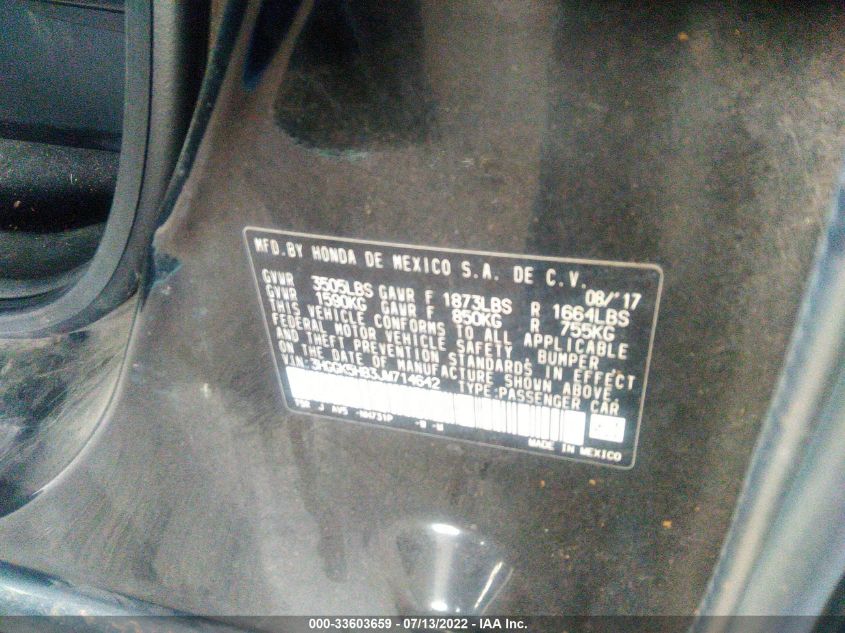 MFD. BY HONDA DE MEXICO S.A. DE C.V. 08/'17
GVWR 3505LBS GAWR F 1873LBS R 1664LBS
GVWR 1590KG GAWR F 850KG R 755KG
THIS VEHICLE CONFORMS TO ALL APPLICABLE
FEDERAL MOTOR VEHICLE SAFETY, BUMPER,
AND THEFT PREVENTION STANDARDS IN EFFECT
ON THE DATE OF MANUFACTURE SHOWN ABOVE.
VIN: 3HGGK5H83JM714642 TYPE:PASSENGER CAR
MADE IN MEXICO
000-33603659 - 07/13/2022 - IAA Inc.